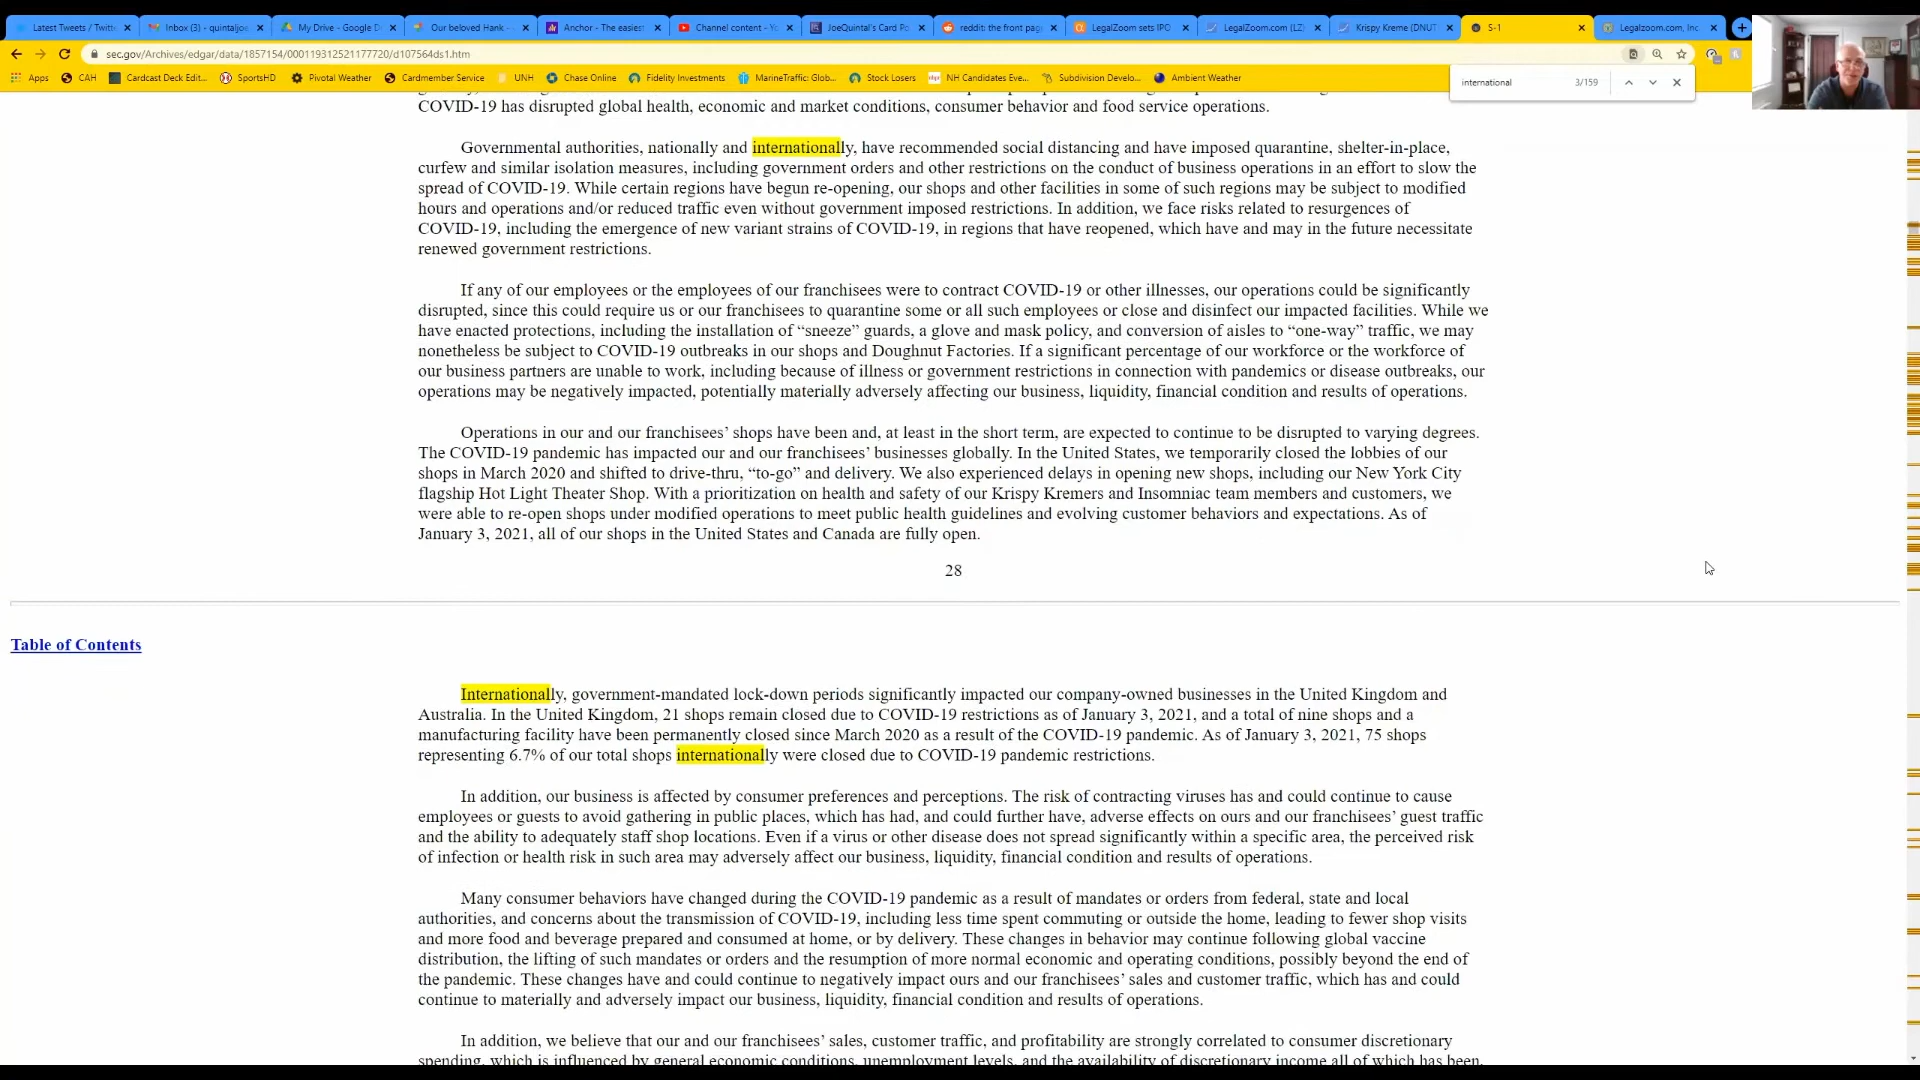 Latest Tweets / Twitt
Inbox (3) - quintaljoe
My Drive - Google D
Our beloved Hank -
Anchor - The easies
Channel content - Yo
JoeQuintal's Card Po
reddit: the front pag
LegalZoom sets IPO
LegalZoom.com (LZ)
Krispy Kreme (DNUT
S-1
Legalzoom.com, Inc
sec.gov/Archives/edgar/data/1857154/000119312521177720/d107564ds1.htm
Apps
CAH
Cardcast Deck Edit...
SportsHD
Pivotal Weather
Cardmember Service
UNH
Chase Online
Fidelity Investments
MarineTraffic: Glob...
Stock Losers
NH Candidates Eve...
Subdivision Develo...
Ambient Weather
international 3/159
COVID-19 has disrupted global health, economic and market conditions, consumer behavior and food service operations.
Governmental authorities, nationally and internationally, have recommended social distancing and have imposed quarantine, shelter-in-place,
curfew and similar isolation measures, including government orders and other restrictions on the conduct of business operations in an effort to slow the
spread of COVID-19. While certain regions have begun re-opening, our shops and other facilities in some of such regions may be subject to modified
hours and operations and/or reduced traffic even without government imposed restrictions. In addition, we face risks related to resurgences of
COVID-19, including the emergence of new variant strains of COVID-19, in regions that have reopened, which have and may in the future necessitate
renewed government restrictions.
If any of our employees or the employees of our franchisees were to contract COVID-19 or other illnesses, our operations could be significantly
disrupted, since this could require us or our franchisees to quarantine some or all such employees or close and disinfect our impacted facilities. While we
have enacted protections, including the installation of “sneeze” guards, a glove and mask policy, and conversion of aisles to “one-way” traffic, we may
nonetheless be subject to COVID-19 outbreaks in our shops and Doughnut Factories. If a significant percentage of our workforce or the workforce of
our business partners are unable to work, including because of illness or government restrictions in connection with pandemics or disease outbreaks, our
operations may be negatively impacted, potentially materially adversely affecting our business, liquidity, financial condition and results of operations.
Operations in our and our franchisees’ shops have been and, at least in the short term, are expected to continue to be disrupted to varying degrees.
The COVID-19 pandemic has impacted our and our franchisees’ businesses globally. In the United States, we temporarily closed the lobbies of our
shops in March 2020 and shifted to drive-thru, “to-go” and delivery. We also experienced delays in opening new shops, including our New York City
flagship Hot Light Theater Shop. With a prioritization on health and safety of our Krispy Kremers and Insomniac team members and customers, we
were able to re-open shops under modified operations to meet public health guidelines and evolving customer behaviors and expectations. As of
January 3, 2021, all of our shops in the United States and Canada are fully open.
28
Table of Contents
Internationally, government-mandated lock-down periods significantly impacted our company-owned businesses in the United Kingdom and
Australia. In the United Kingdom, 21 shops remain closed due to COVID-19 restrictions as of January 3, 2021, and a total of nine shops and a
manufacturing facility have been permanently closed since March 2020 as a result of the COVID-19 pandemic. As of January 3, 2021, 75 shops
representing 6.7% of our total shops internationally were closed due to COVID-19 pandemic restrictions.
In addition, our business is affected by consumer preferences and perceptions. The risk of contracting viruses has and could continue to cause
employees or guests to avoid gathering in public places, which has had, and could further have, adverse effects on ours and our franchisees’ guest traffic
and the ability to adequately staff shop locations. Even if a virus or other disease does not spread significantly within a specific area, the perceived risk
of infection or health risk in such area may adversely affect our business, liquidity, financial condition and results of operations.
Many consumer behaviors have changed during the COVID-19 pandemic as a result of mandates or orders from federal, state and local
authorities, and concerns about the transmission of COVID-19, including less time spent commuting or outside the home, leading to fewer shop visits
and more food and beverage prepared and consumed at home, or by delivery. These changes in behavior may continue following global vaccine
distribution, the lifting of such mandates or orders and the resumption of more normal economic and operating conditions, possibly beyond the end of
the pandemic. These changes have and could continue to negatively impact ours and our franchisees’ sales and customer traffic, which has and could
continue to materially and adversely impact our business, liquidity, financial condition and results of operations.
In addition, we believe that our and our franchisees’ sales, customer traffic, and profitability are strongly correlated to consumer discretionary
spending, which is influenced by general economic conditions, unemployment levels, and the availability of discretionary income all of which has been,